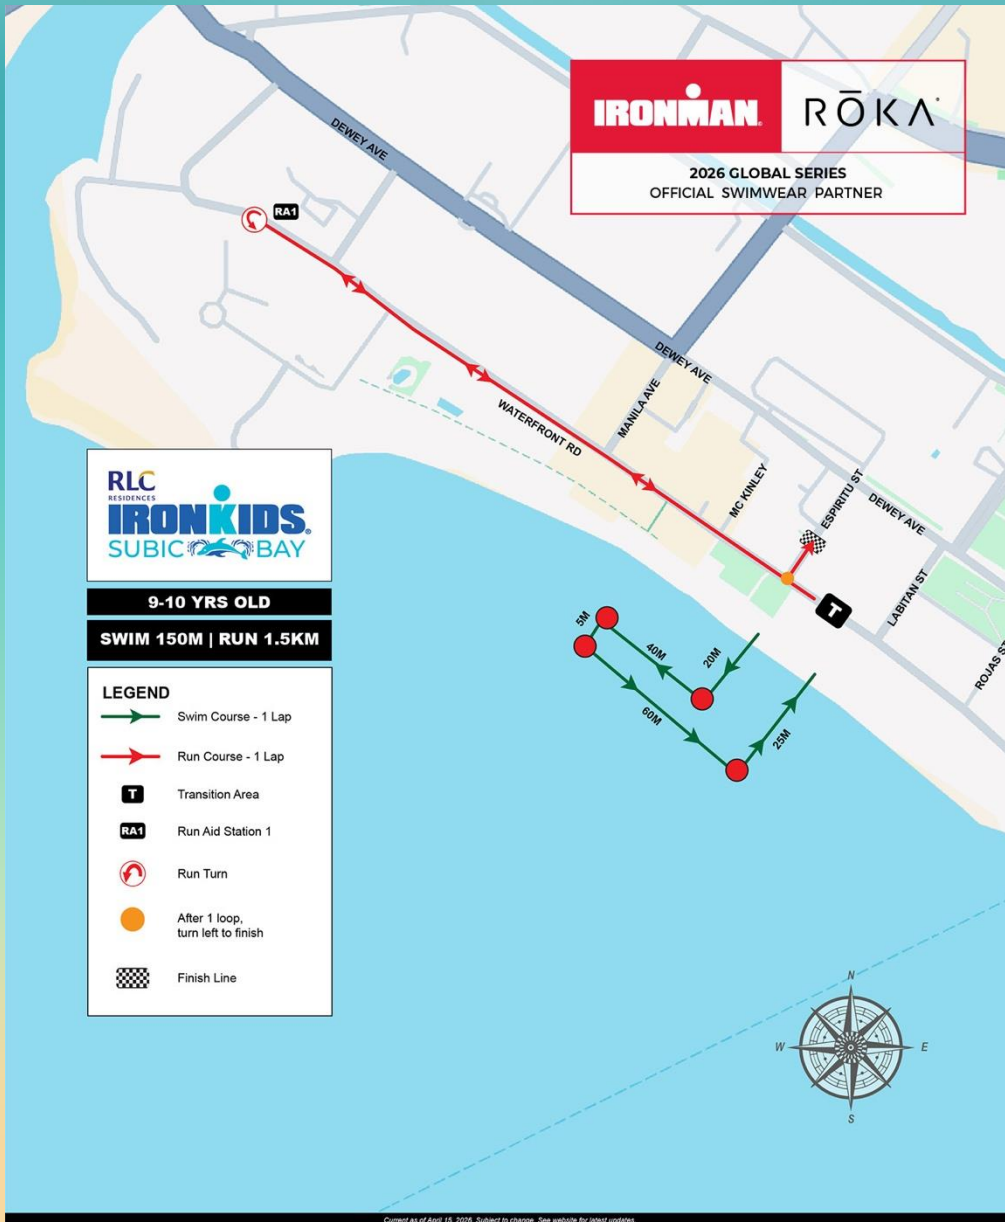 IRONMAN®
RŌKA®
2026 GLOBAL SERIES
OFFICIAL SWIMWEAR PARTNER
DEWEY AVE
RA1
DEWEY AVE
MANILA AVE
WATERFRONT RD
MC KINLEY
ESPIRITU ST
DEWEY AVE
LABITAN ST
ROJAS ST
T
5M
40M
20M
60M
25M
RLC
RESIDENCES
IRONKIDS®
SUBIC BAY
9-10 YRS OLD
SWIM 150M | RUN 1.5KM
LEGEND
Swim Course - 1 Lap
Run Course - 1 Lap
T Transition Area
RA1 Run Aid Station 1
Run Turn
After 1 loop,
turn left to finish
Finish Line
N
W E
S
Current as of April 15, 2026. Subject to change. See website for latest updates.